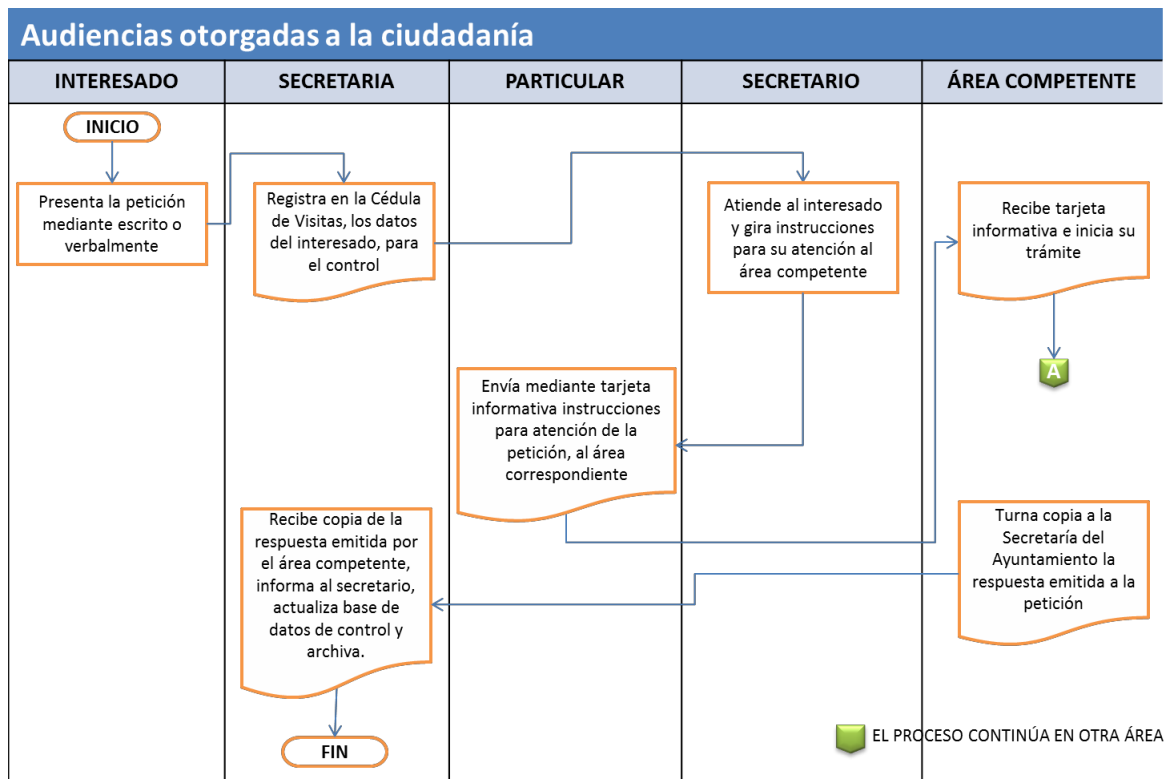 Audiencias otorgadas a la ciudadanía
INTERESADO
SECRETARIA
PARTICULAR
SECRETARIO
ÁREA COMPETENTE
INICIO
Presenta la petición
mediante escrito o
verbalmente
Registra en la Cédula
de Visitas, los datos
del interesado, para
el control
Atiende al interesado
y gira instrucciones
para su atención al
área competente
Recibe tarjeta
informativa e inicia su
trámite
A
Envía mediante tarjeta
informativa instrucciones
para atención de la
petición, al área
correspondiente
Recibe copia de la
respuesta emitida por
el área competente,
informa al secretario,
actualiza base de
datos de control y
archiva.
Turna copia a la
Secretaría del
Ayuntamiento la
respuesta emitida a la
petición
FIN
EL PROCESO CONTINÚA EN OTRA ÁREA